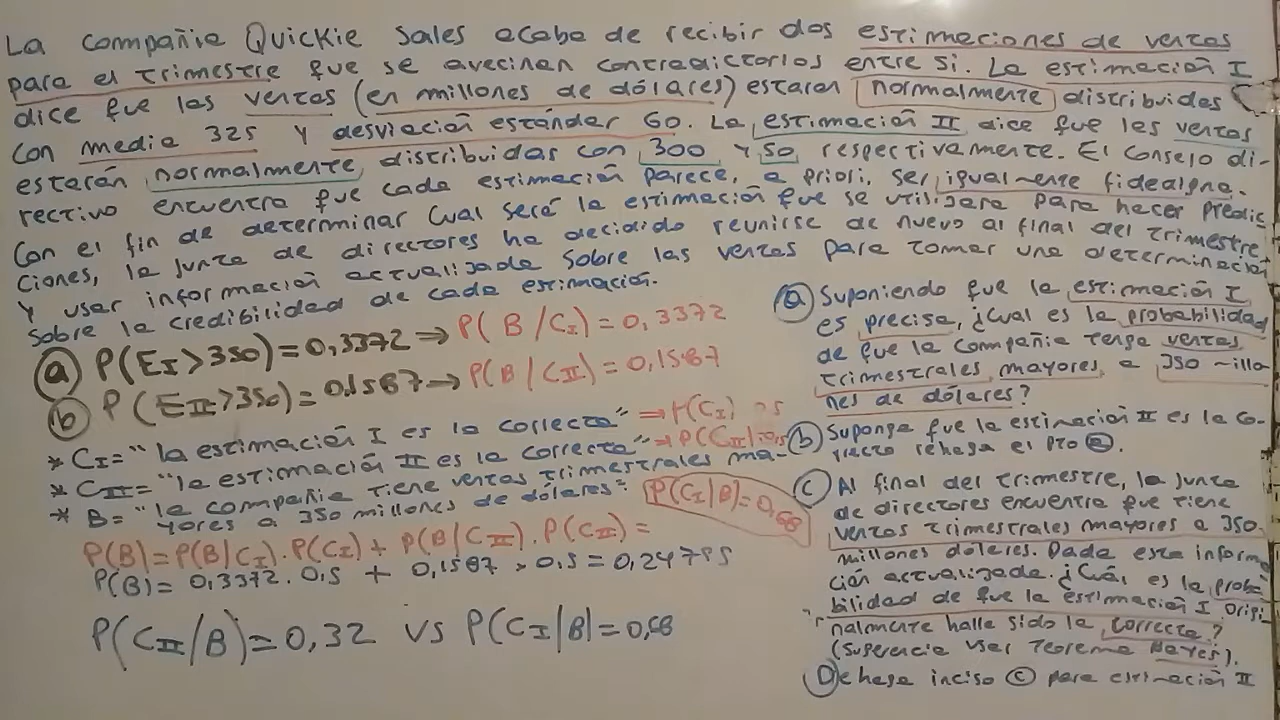 La compañia Quickie Sales acaba de recibir dos estimaciones de ventas
para el trimestre que se avecinan contradictorios entre si. La estimación I
dice que las ventas (en millones de dólares) estaran normalmente distribuidas
con media 325 y desviación estándar 60. La estimación II dice que las ventas
estarán normalmente distribuidas con 300 y 50 respectivamente. El consejo di-
rectivo encuentra que cada estimación parece, a priori, ser igualmente fidedigna.
Con el fin de determinar cual será la estimación que se utilizara para hacer predic
ciones, la junta de directores ha decidido reunirse de nuevo al final del trimestre
y usar información actualizada sobre las ventas para tomar una determinación
sobre la credibilidad de cada estimación.
(a) P(EI>350)=0,3372 → P(B/CI)=0,3372
(b) P(EII>350)=0,1587 → P(B/CII)=0,1587
* CI="la estimación I es la correcta" → P(CI) 0.5
* CII="la estimación II es la correcta" → P(CII) 0.5
* B="la compañia tiene ventas trimestrales ma-
yores a 350 millones de dólares".
P(CI|B)=0,68
P(B)=P(B|CI).P(CI)+P(B|CII).P(CII)=
P(B)=0,3372.0,5 + 0,1587 × 0,5=0,24795
P(CII/B)=0,32 vs P(CI|B)=0,68
(a) Suponiendo que la estimación I
es precisa, ¿cual es la probabilidad
de que la compañia tenga ventas
trimestrales mayores a 350 millo
nes de dólares?
(b) Suponga que la estimación II es la co-
rrecta rehaga el pto (a).
(c) Al final del trimestre, la junta
de directores encuentra que tiene
ventas trimestrales mayores a 350
millones dólares. Dada esta informa
ción actualizada. ¿Cuál es la proba
bilidad de que la estimación I origi-
nalmente halla sido la correcta?
(Sugerencia usar Teorema Bayes).
(D) Rehaga inciso (c) para estimación II